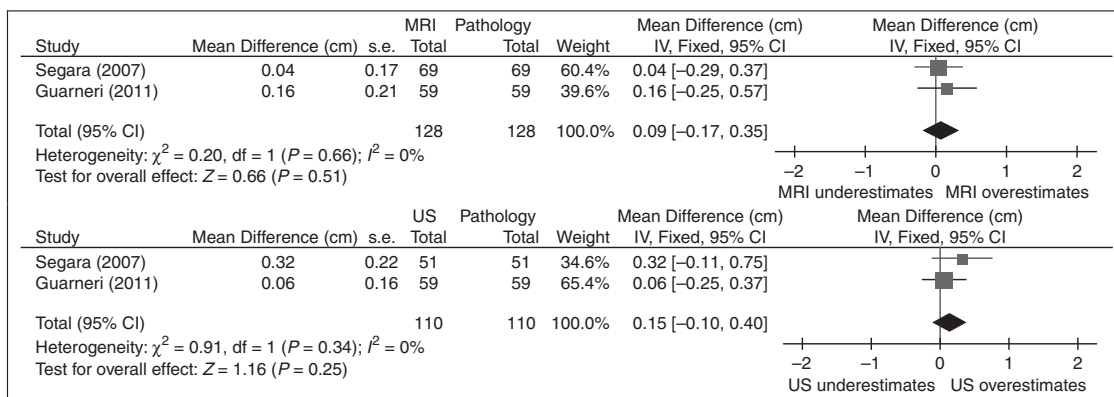 MRI Pathology Mean Difference (cm) Mean Difference (cm)
Study Mean Difference (cm) s.e. Total Total Weight IV, Fixed, 95% CI IV, Fixed, 95% CI
Segara (2007) 0.04 0.17 69 69 60.4% 0.04 [–0.29, 0.37]
Guarneri (2011) 0.16 0.21 59 59 39.6% 0.16 [–0.25, 0.57]
Total (95% CI) 128 128 100.0% 0.09 [–0.17, 0.35]
Heterogeneity: χ² = 0.20, df = 1 (P = 0.66); I² = 0%
Test for overall effect: Z = 0.66 (P = 0.51)
–2 –1 0 1 2
MRI underestimates MRI overestimates
US Pathology Mean Difference (cm) Mean Difference (cm)
Study Mean Difference (cm) s.e. Total Total Weight IV, Fixed, 95% CI IV, Fixed, 95% CI
Segara (2007) 0.32 0.22 51 51 34.6% 0.32 [–0.11, 0.75]
Guarneri (2011) 0.06 0.16 59 59 65.4% 0.06 [–0.25, 0.37]
Total (95% CI) 110 110 100.0% 0.15 [–0.10, 0.40]
Heterogeneity: χ² = 0.91, df = 1 (P = 0.34); I² = 0%
Test for overall effect: Z = 1.16 (P = 0.25)
–2 –1 0 1 2
US underestimates US overestimates